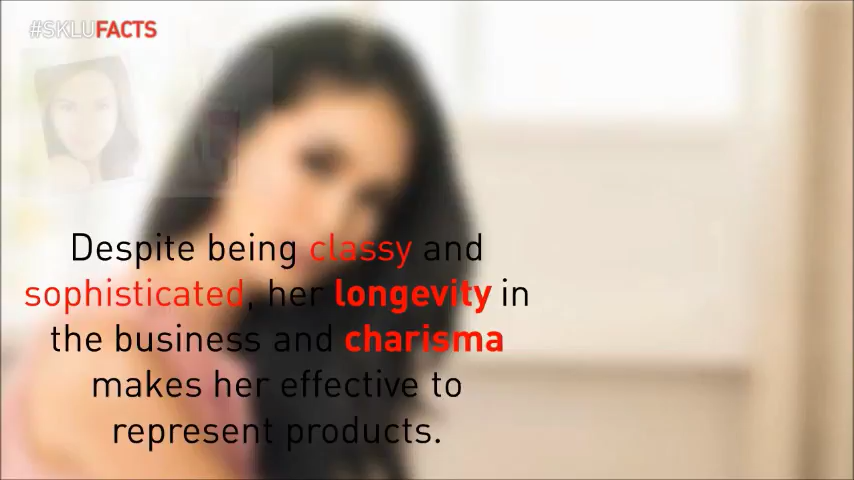 #SKLUFACTS
Despite being classy and
sophisticated, her longevity in
the business and charisma
makes her effective to
represent products.